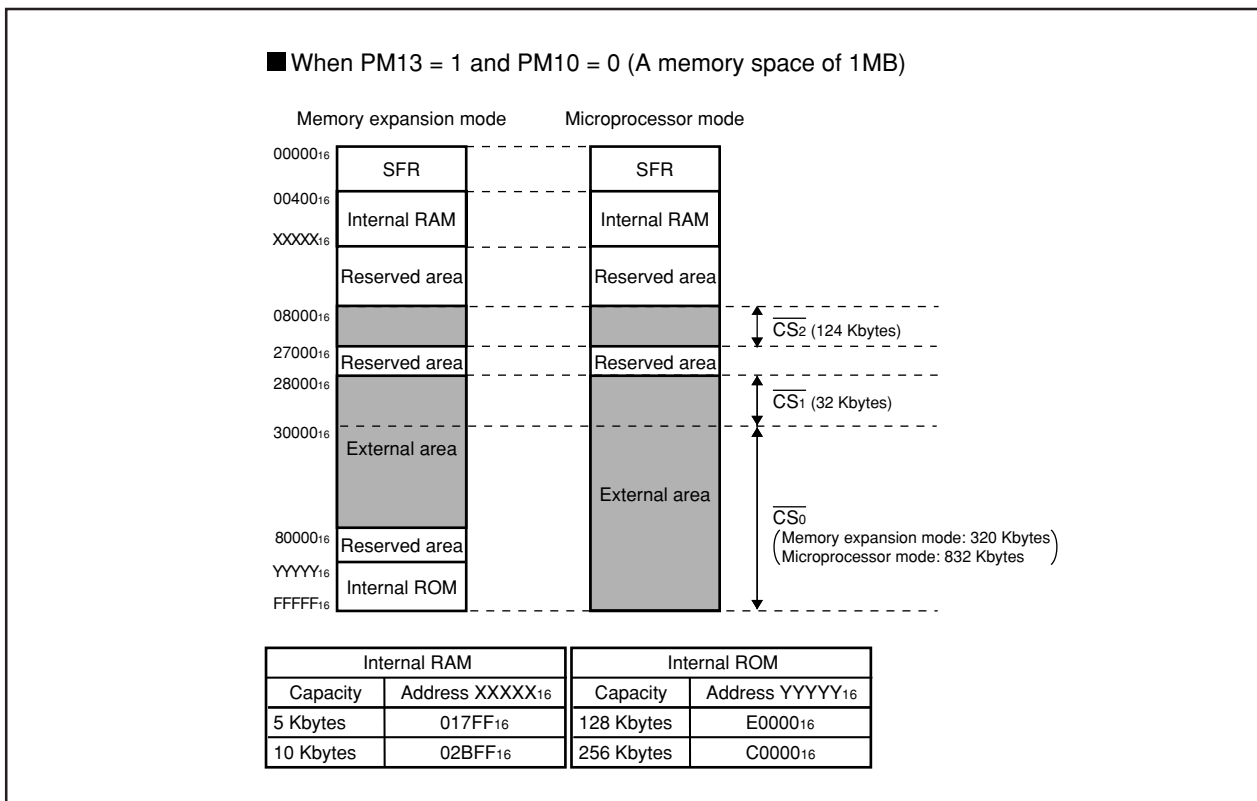 ■ When PM13 = 1 and PM10 = 0 (A memory space of 1MB)
Memory expansion mode Microprocessor mode
00000₁₆ SFR SFR
00400₁₆
Internal RAM Internal RAM
XXXXX₁₆
Reserved area Reserved area
08000₁₆
C̅S̅₂̅ (124 Kbytes)
27000₁₆
Reserved area Reserved area
28000₁₆
C̅S̅₁̅ (32 Kbytes)
30000₁₆
External area
External area
C̅S̅₀̅
(Memory expansion mode: 320 Kbytes)
(Microprocessor mode: 832 Kbytes)
80000₁₆
Reserved area
YYYYY₁₆
Internal ROM
FFFFF₁₆
Internal RAM Internal ROM
Capacity Address XXXXX₁₆ Capacity Address YYYYY₁₆
5 Kbytes 017FF₁₆ 128 Kbytes E0000₁₆
10 Kbytes 02BFF₁₆ 256 Kbytes C0000₁₆